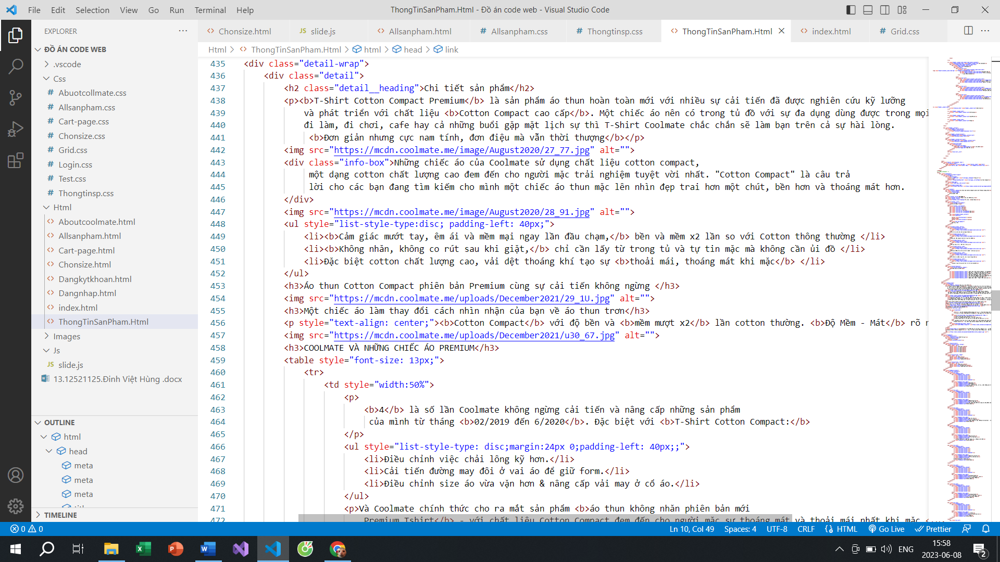 File Edit Selection View Go Run Terminal Help
ThongTinSanPham.Html - Đồ án code web - Visual Studio Code
EXPLORER
Chonsize.html
JS slide.js
Allsanpham.html
# Allsanpham.css
# Thongtinsp.css
ThongTinSanPham.Html
index.html
# Grid.css
Html > ThongTinSanPham.Html > html > head > link
ĐỒ ÁN CODE WEB
.vscode
Css
# Abuotcollmate.css
# Allsanpham.css
# Cart-page.css
# Chonsize.css
# Grid.css
# Login.css
# Test.css
# Thongtinsp.css
Html
<> Aboutcoolmate.html
<> Allsanpham.html
<> Cart-page.html
<> Chonsize.html
<> Dangkytkhoan.html
<> Dangnhap.html
<> index.html
<> ThongTinSanPham.Html
Images
Js
JS slide.js
13.12521125.Đinh Việt Hùng .docx
OUTLINE
html
head
meta
meta
meta
TIMELINE
435 <div class="detail-wrap">
436 <div class="detail">
437 <h2 class="detail__heading">Chi tiết sản phẩm</h2>
438 <p><b>T-Shirt Cotton Compact Premium</b> là sản phẩm áo thun hoàn toàn mới với nhiều sự cải tiến đã được nghiên cứu kỹ lưỡng
439 và phát triển với chất liệu <b>Cotton Compact cao cấp</b>. Một chiếc áo nên có trong tủ đồ với sự đa dụng dùng được trong mọi
440 đi làm, đi chơi, cafe hay cả những buổi gặp mặt lịch sự thì T-Shirt Coolmate chắc chắn sẽ làm bạn trên cả sự hài lòng.
441 <b>Đơn giản nhưng cực nam tính, đơn điệu mà vẫn thời thượng</b></p>
442 <img src="https://mcdn.coolmate.me/image/August2020/27_77.jpg" alt="">
443 <div class="info-box">Những chiếc áo của Coolmate sử dụng chất liệu cotton compact,
444 một dạng cotton chất lượng cao đem đến cho người mặc trải nghiệm tuyệt vời nhất. "Cotton Compact" là câu trả
445 lời cho các bạn đang tìm kiếm cho mình một chiếc áo thun mặc lên nhìn đẹp trai hơn một chút, bền hơn và thoáng mát hơn.
446 </div>
447 <img src="https://mcdn.coolmate.me/image/August2020/28_91.jpg" alt="">
448 <ul style="list-style-type:disc; padding-left: 40px;">
449 <li><b>Cảm giác mướt tay, êm ái và mềm mại ngay lần đầu chạm,</b> bền và mềm x2 lần so với Cotton thông thường </li>
450 <li><b>Không nhăn, không co rút sau khi giặt,</b> chỉ cần lấy từ trong tủ và tự tin mặc mà không cần ủi đồ </li>
451 <li>Đặc biệt cotton chất lượng cao, vải dệt thoáng khí tạo sự <b>thoải mái, thoáng mát khi mặc</b> </li>
452 </ul>
453 <h3>Áo thun Cotton Compact phiên bản Premium cùng sự cải tiến không ngừng </h3>
454 <img src="https://mcdn.coolmate.me/uploads/December2021/29_1U.jpg" alt="">
455 <h3>Một chiếc áo làm thay đổi cách nhìn nhận của bạn về áo thun trơn</h3>
456 <p style="text-align: center;"><b>Cotton Compact</b> với độ bền và <b>mềm mượt x2</b> lần cotton thường. <b>Độ Mềm - Mát</b> rõ r
457 <img src="https://mcdn.coolmate.me/uploads/December2021/u30_67.jpg" alt="">
458 <h3>COOLMATE VÀ NHỮNG CHIẾC ÁO PREMIUM</h3>
459 <table style="font-size: 13px;">
460 <tr>
461 <td style="width:50%">
462 <p>
463 <b>4</b> là số lần Coolmate không ngừng cải tiến và nâng cấp những sản phẩm
464 của mình từ tháng <b>02/2019 đến 6/2020</b>. Đặc biệt với <b>T-Shirt Cotton Compact:</b>
465 </p>
466 <ul style="list-style-type: disc;margin:24px 0;padding-left: 40px;;">
467 <li>Điều chỉnh việc chải lông kỹ hơn.</li>
468 <li>Cải tiến đường may đôi ở vai áo để giữ form.</li>
469 <li>Điều chỉnh size áo vừa vặn hơn & nâng cấp vải may ở cổ áo.</li>
470 </ul>
471 <p>Và Coolmate chính thức cho ra mắt sản phẩm <b>áo thun không nhăn phiên bản mới
472 Premium Tshirt</b> - với chất liệu Cotton Compact đem đến cho người mặc sự thoáng mát và thoải mái nhất khi mặc
0 0
Ln 10, Col 49 Spaces: 4 UTF-8 CRLF HTML Go Live Prettier
ENG
15:58
2023-06-08
2